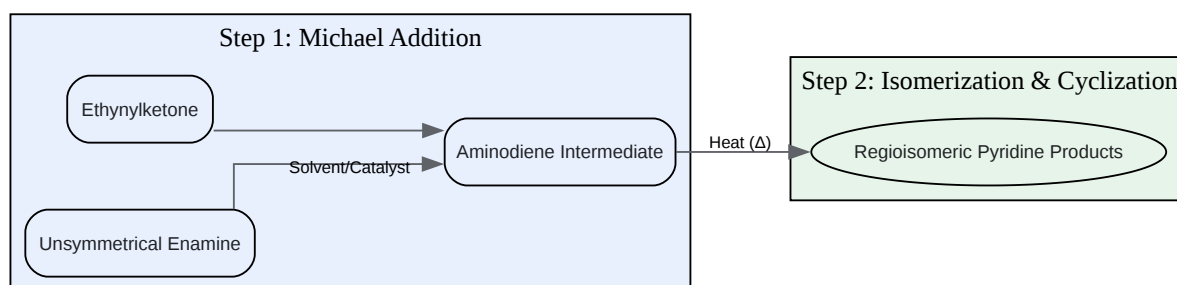 Step 1: Michael Addition
Ethynylketone
Unsymmetrical Enamine
Solvent/Catalyst
Aminodiene Intermediate
Heat (Δ)
Step 2: Isomerization & Cyclization
Regioisomeric Pyridine Products